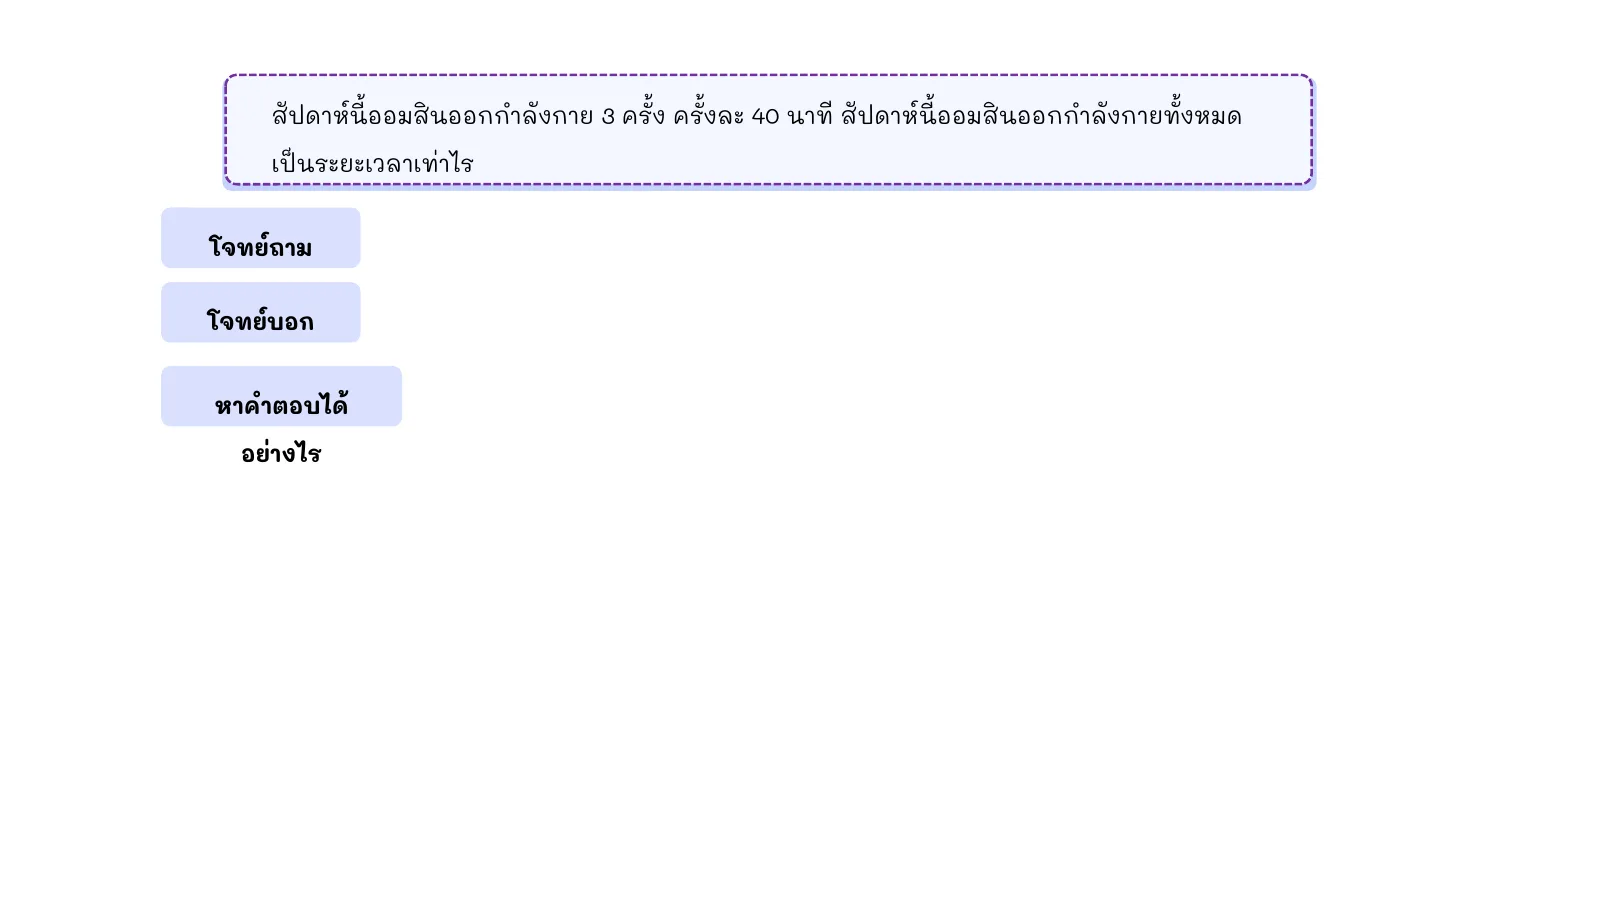 สัปดาห์นี้ออมสินออกกำลังกาย 3 ครั้ง ครั้งละ 40 นาที สัปดาห์นี้ออมสินออกกำลังกายทั้งหมด
เป็นระยะเวลาเท่าไร
โจทย์ถาม
โจทย์บอก
หาคำตอบได้
อย่างไร